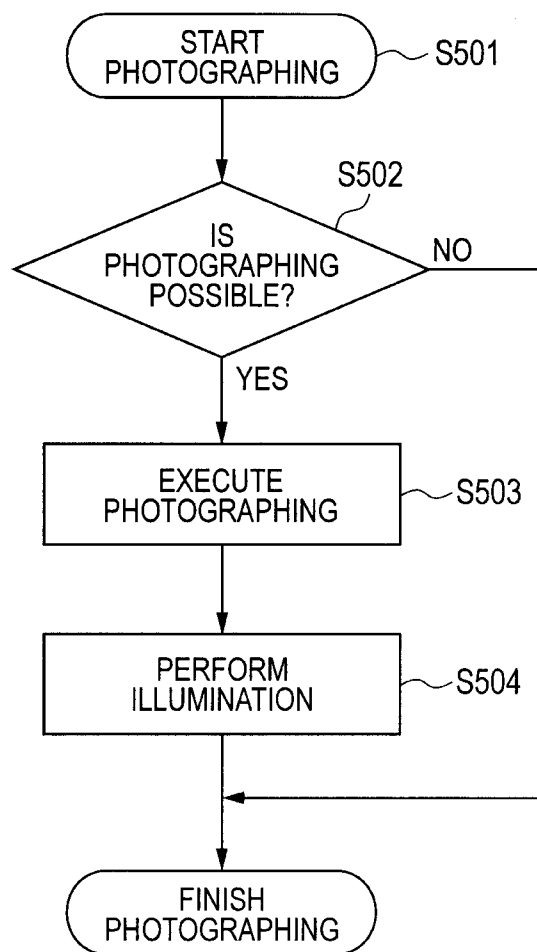 START
PHOTOGRAPHING
S501
S502
IS
PHOTOGRAPHING
POSSIBLE?
NO
YES
EXECUTE
PHOTOGRAPHING
S503
PERFORM
ILLUMINATION
S504
FINISH
PHOTOGRAPHING